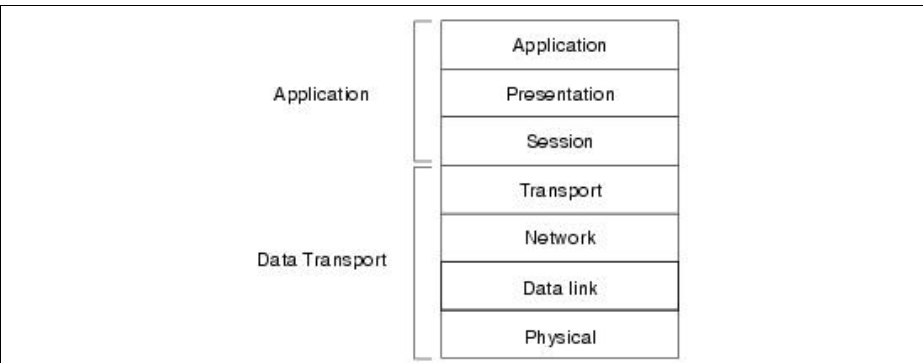 Application
Application
Presentation
Session
Data Transport
Transport
Network
Data link
Physical